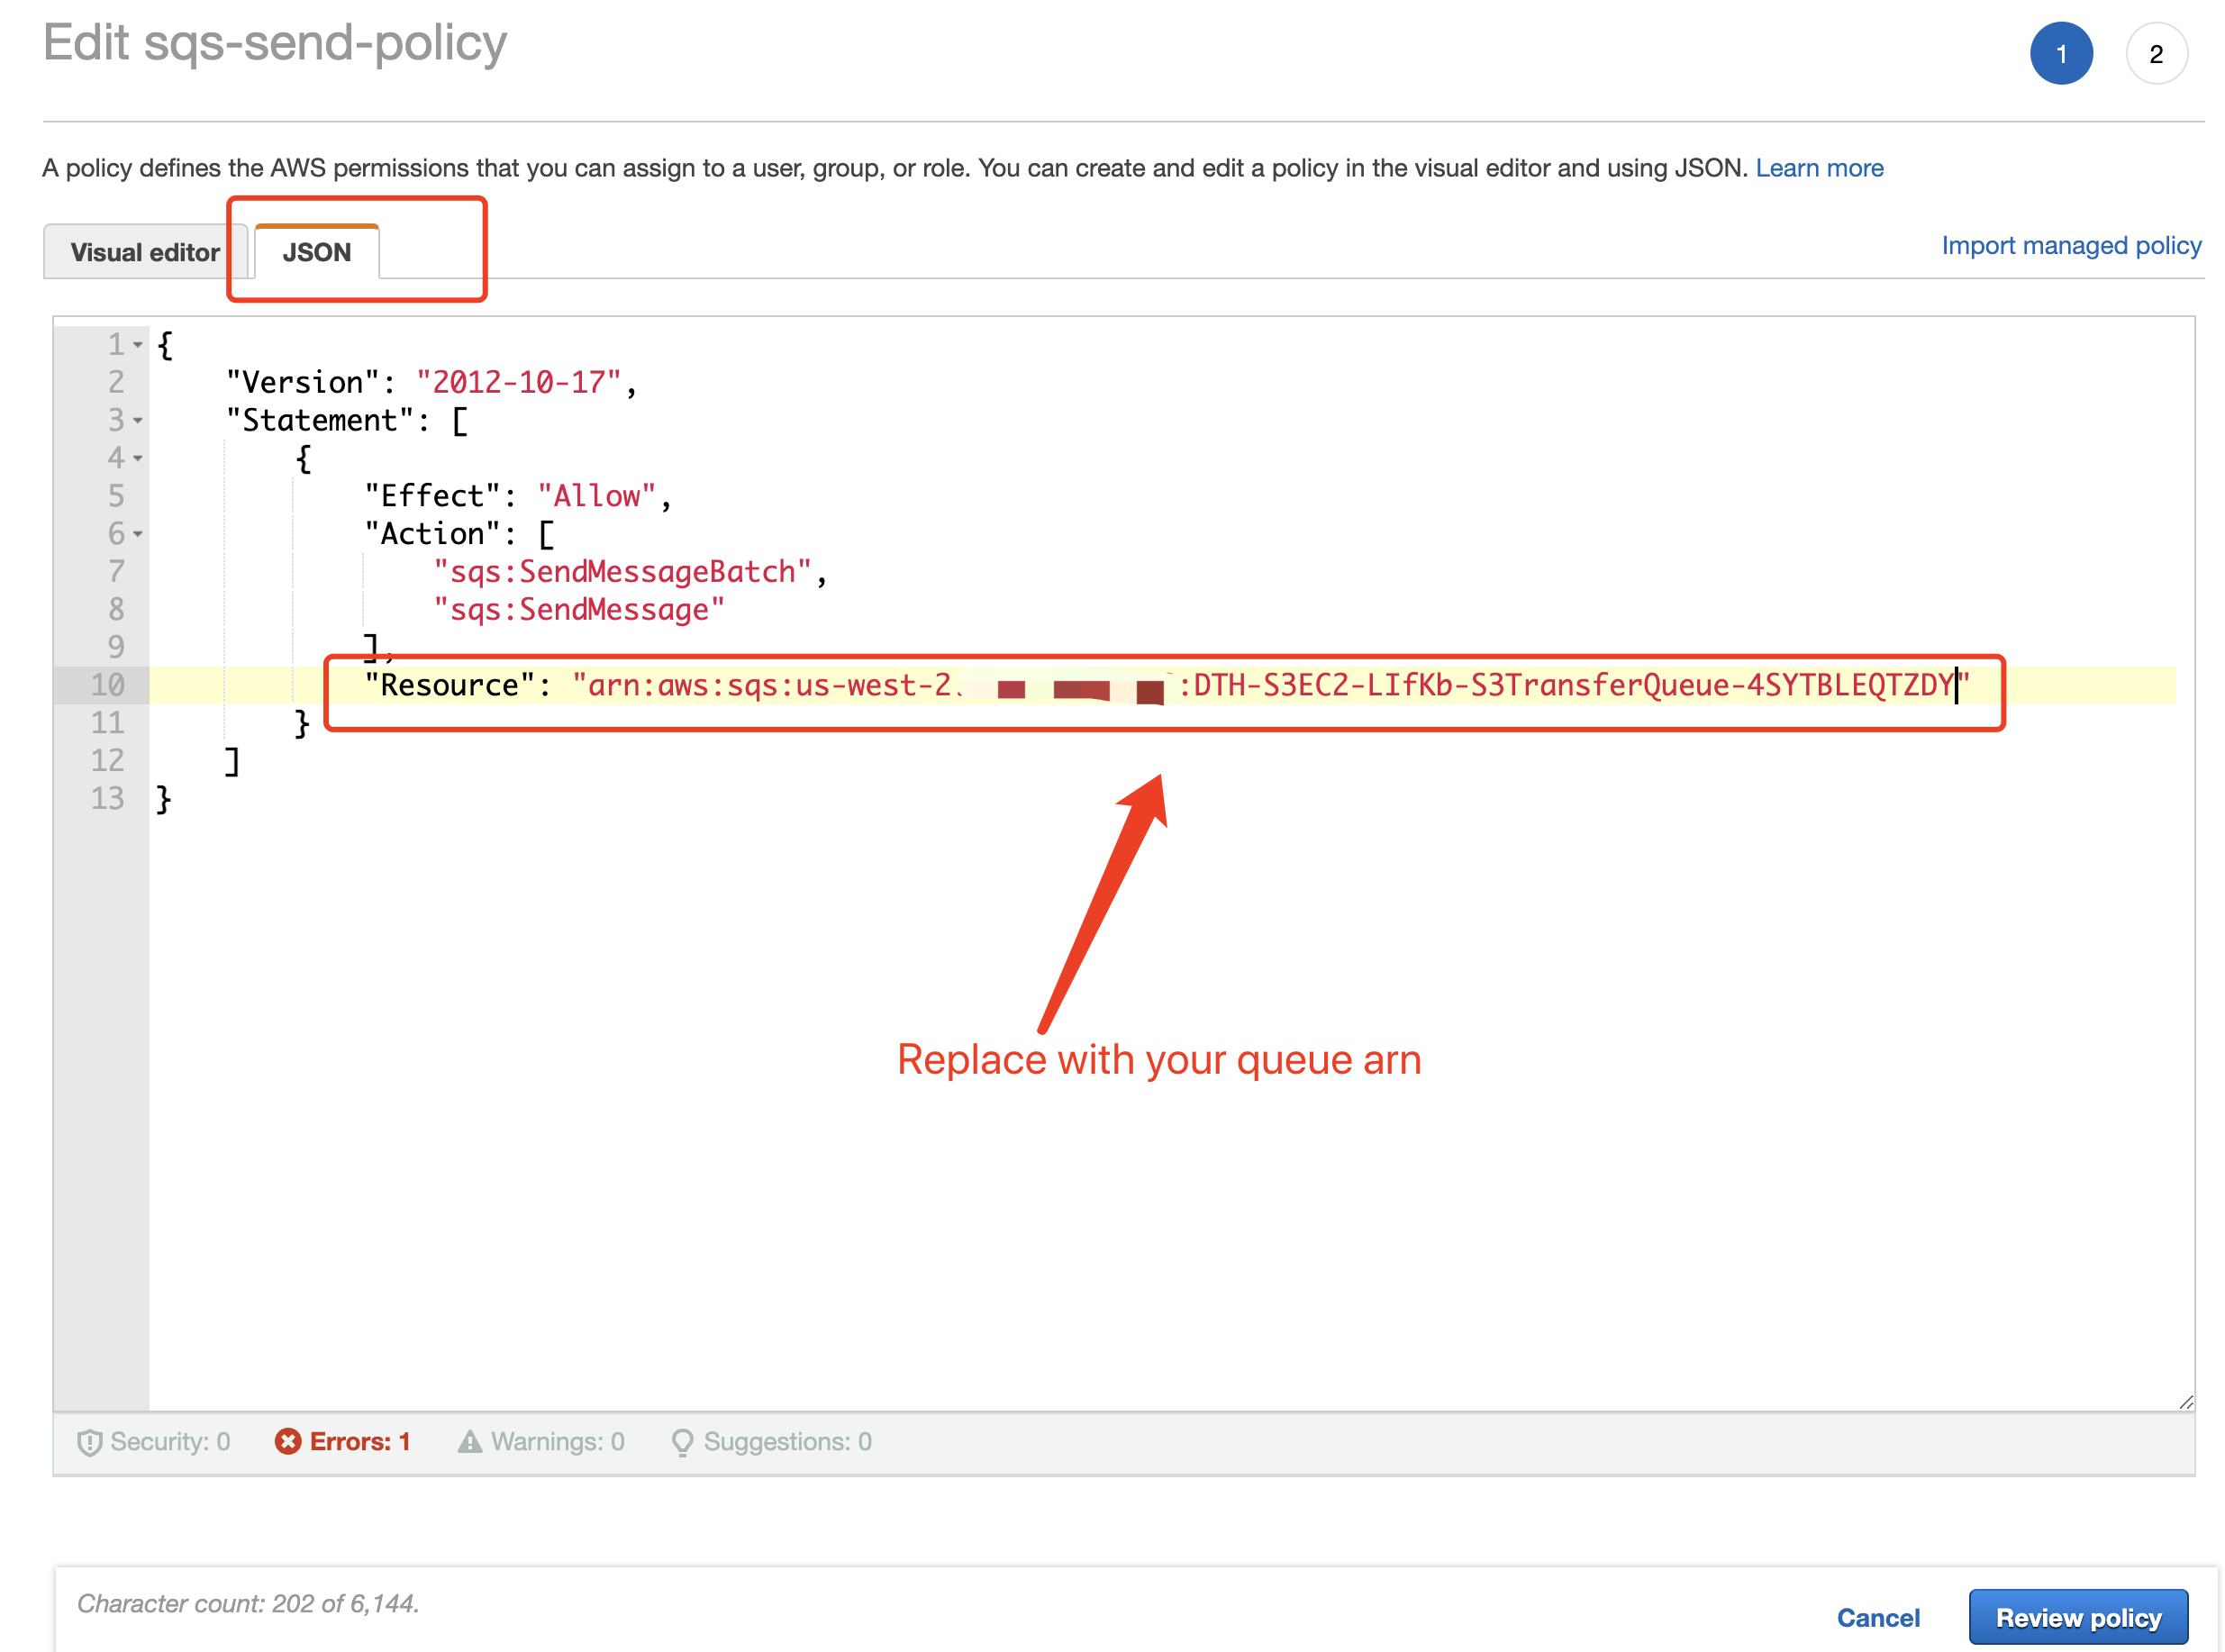 Edit sqs-send-policy
1
2
A policy defines the AWS permissions that you can assign to a user, group, or role. You can create and edit a policy in the visual editor and using JSON. Learn more
Visual editor
JSON
Import managed policy
1 {
2 "Version": "2012-10-17",
3 "Statement": [
4 {
5 "Effect": "Allow",
6 "Action": [
7 "sqs:SendMessageBatch",
8 "sqs:SendMessage"
9 ],
10 "Resource": "arn:aws:sqs:us-west-2 :DTH-S3EC2-LIfKb-S3TransferQueue-4SYTBLEQTZDY"
11 }
12 ]
13 }
Replace with your queue arn
Security: 0 Errors: 1 Warnings: 0 Suggestions: 0
Character count: 202 of 6,144.
Cancel
Review policy